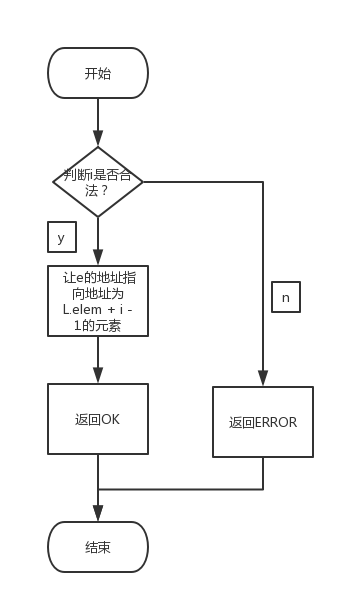 开始
判断i是否合
法？
y
让e的地址指
向地址为
L.elem + i -
1的元素
n
返回OK
返回ERROR
结束